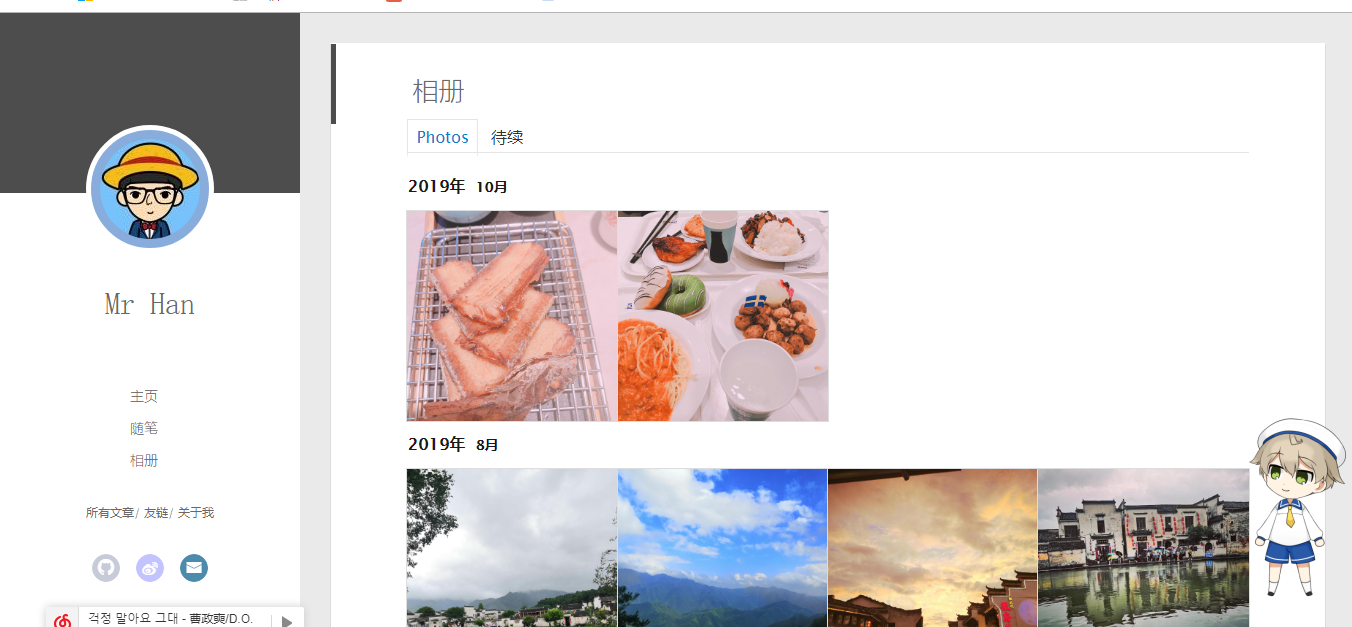 Mr Han
主页
随笔
相册
所有文章/ 友链/ 关于我
걱정 말아요 그대 - 曹政奭/D.O.
相册
Photos 待续
2019年 10月
2019年 8月